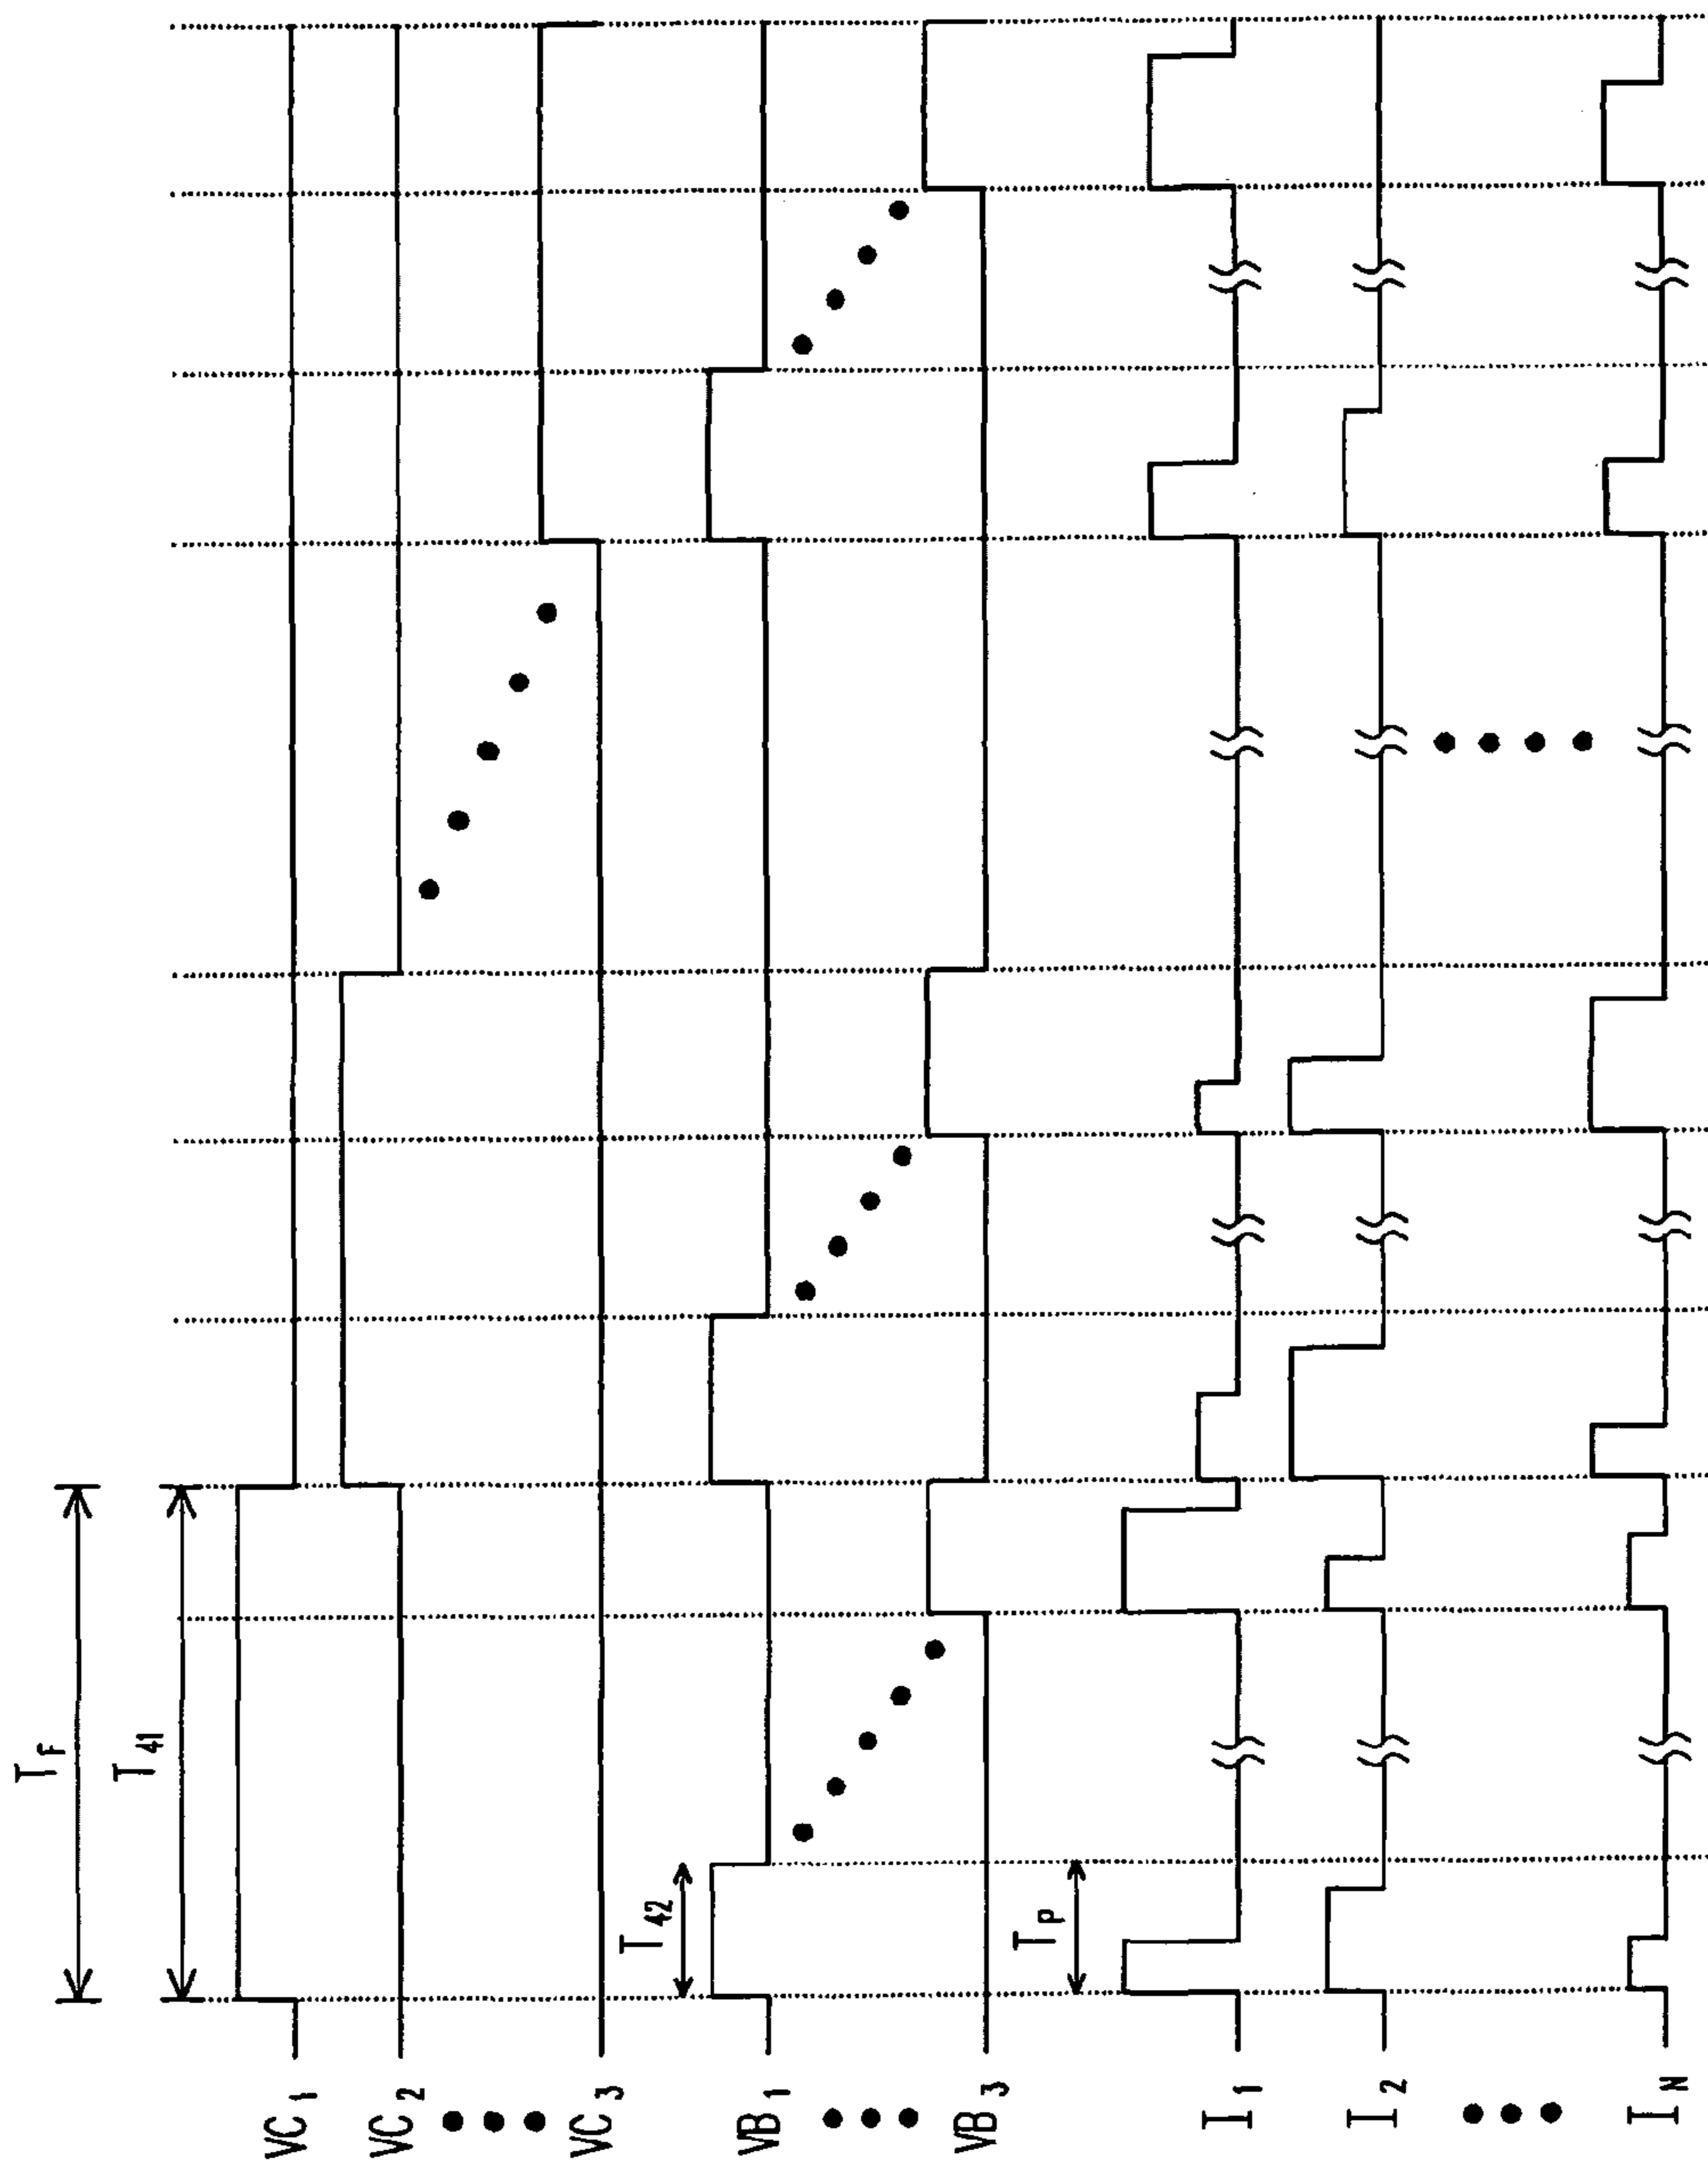 T_F
T_41
VC_1
VC_2
VC_3
T_42
VB_1
VB_3
T_P
I_1
I_2
I_N